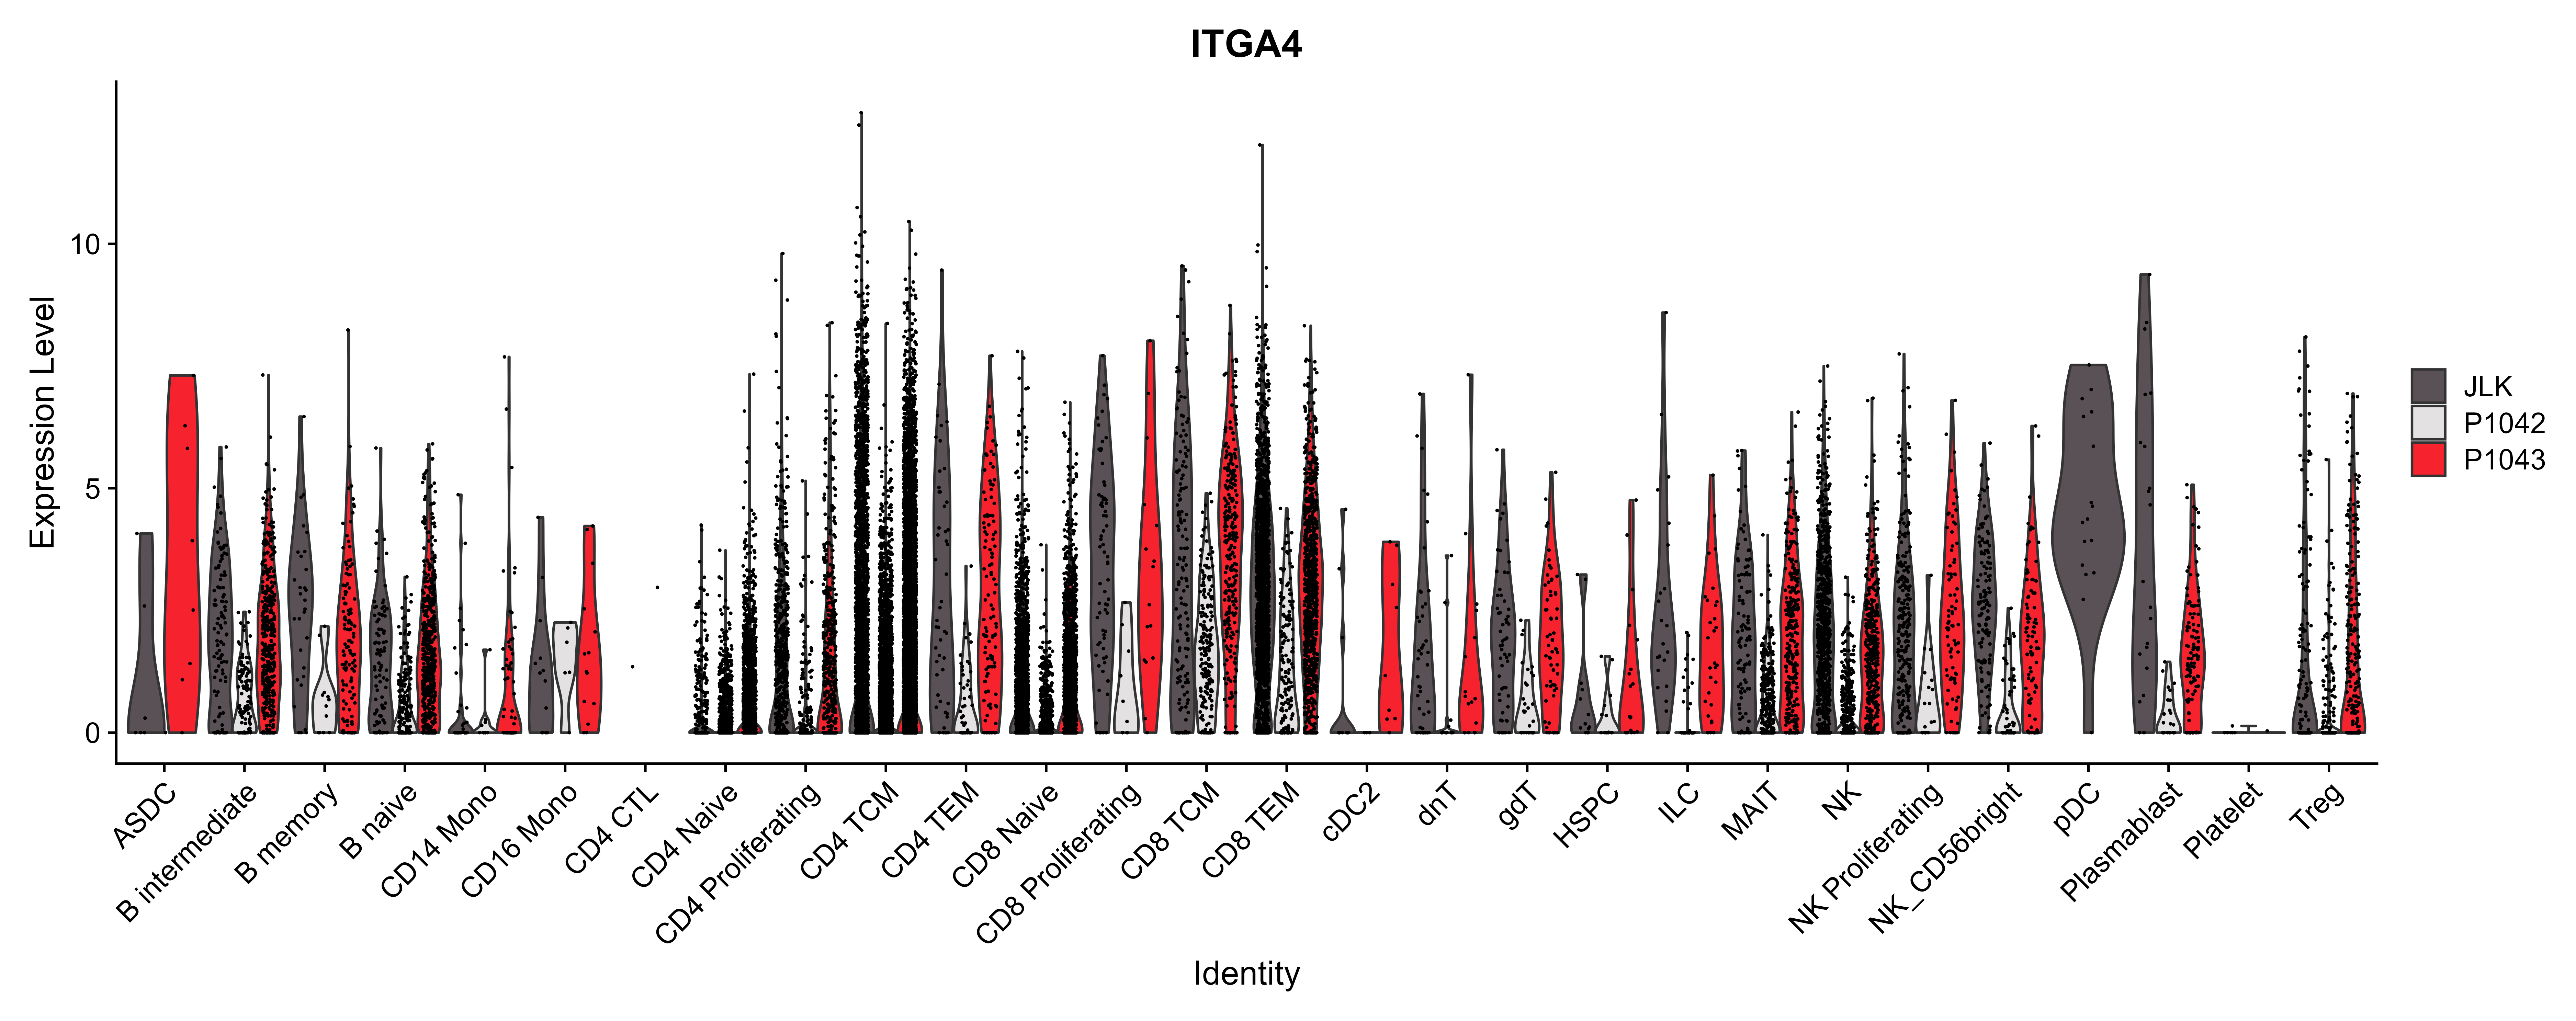 ITGA4
Expression Level
10
5
0
JLK
P1042
P1043
ASDC
B intermediate
B memory
B naive
CD14 Mono
CD16 Mono
CD4 CTL
CD4 Naive
CD4 Proliferating
CD4 TCM
CD4 TEM
CD8 Naive
CD8 Proliferating
CD8 TCM
CD8 TEM
cDC2
dnT
gdT
HSPC
ILC
MAIT
NK
NK Proliferating
NK_CD56bright
pDC
Plasmablast
Platelet
Treg
Identity